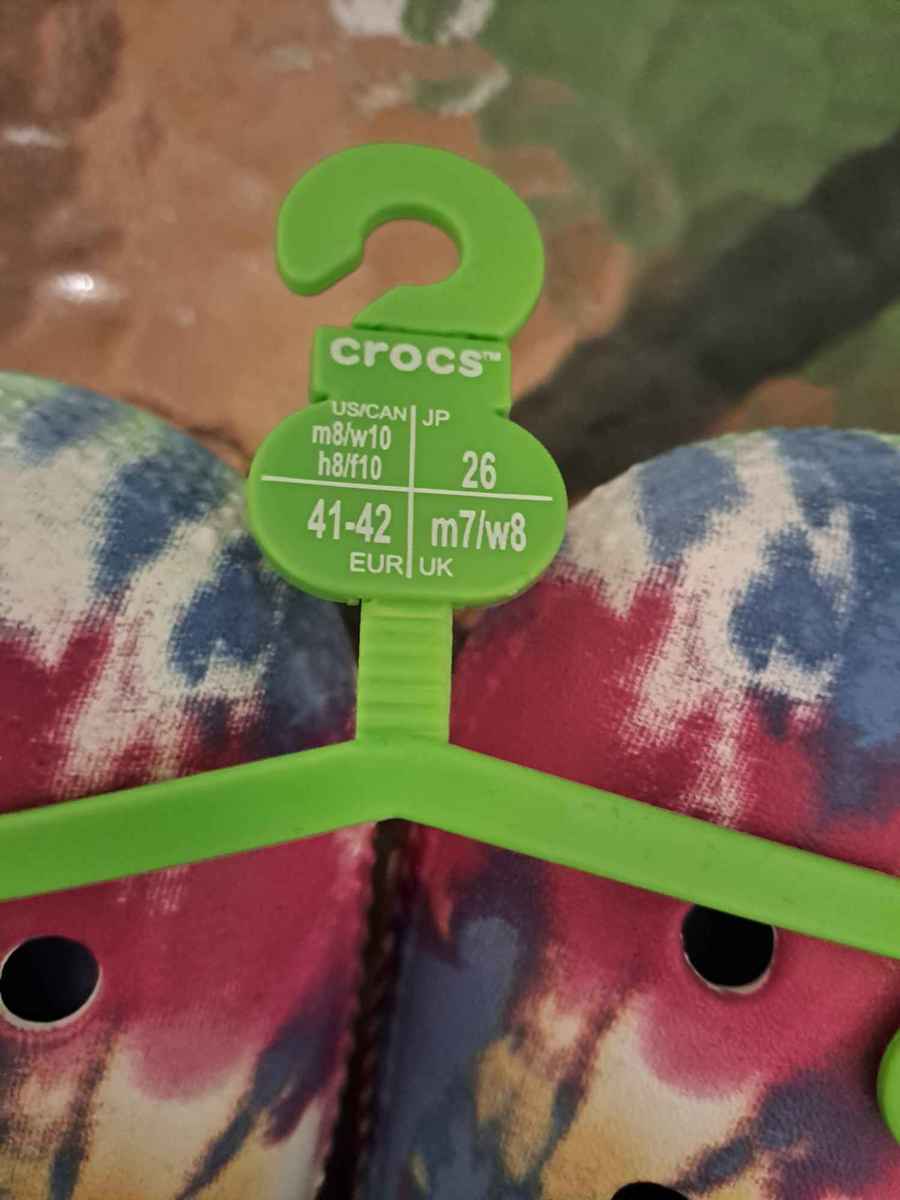 crocs™
US/CAN
m8/w10
h8/f10
JP
26
41-42
EUR
m7/w8
UK